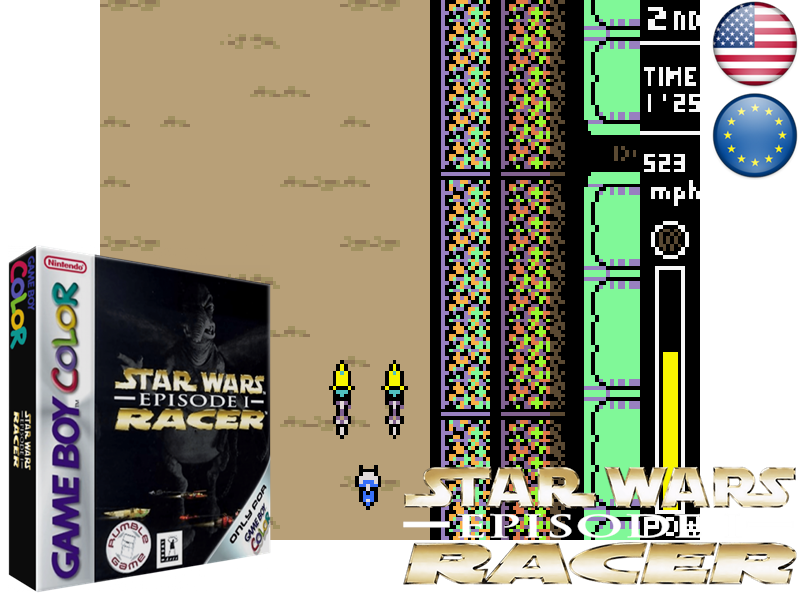 2ND
TIME
1'25
523
mph
Nintendo
GAME BOY
COLOR
GAME BOY COLOR
STAR WARS
EPISODE I
RACER
STAR WARS
EPISODE I
RACER
ONLY FOR
GAME BOY
COLOR
RUMBLE
GAME
STAR WARS
EPISODE I
RACER